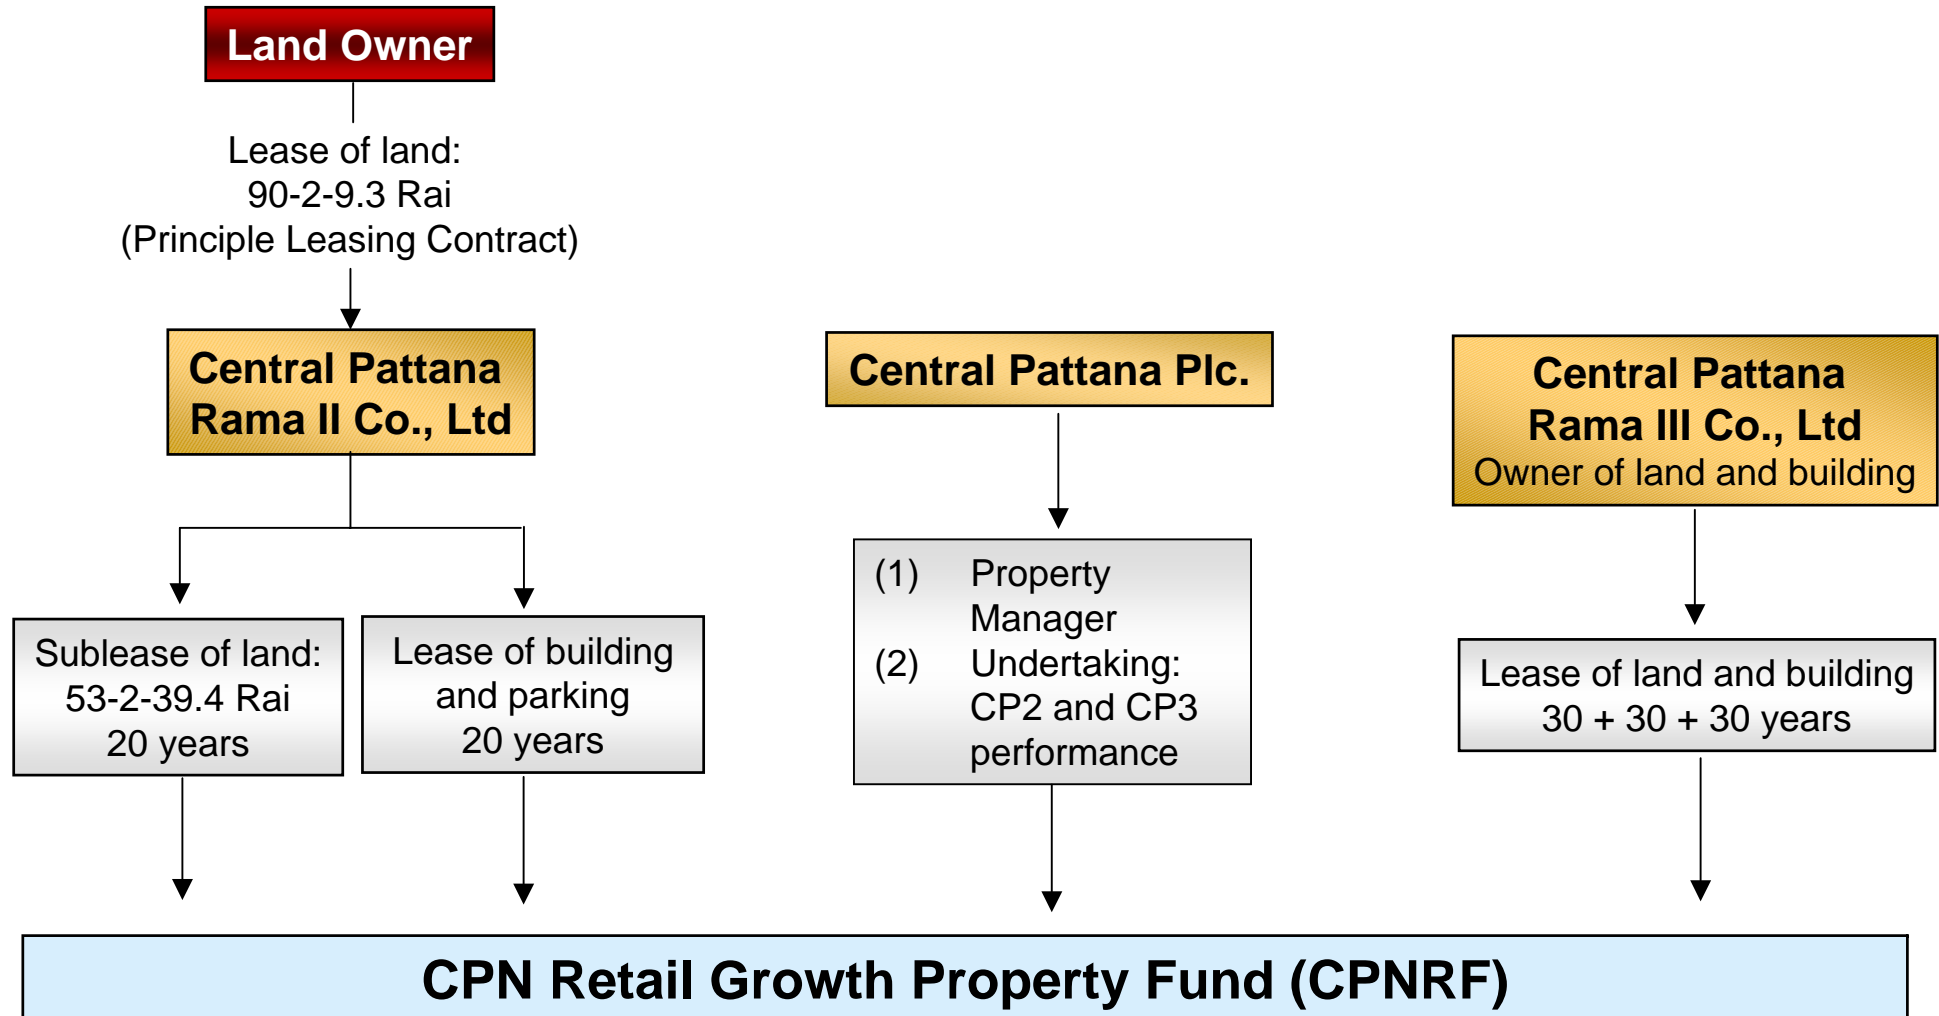 Land Owner
Lease of land:
90-2-9.3 Rai
(Principle Leasing Contract)
Central Pattana
Rama II Co., Ltd
Central Pattana Plc.
Central Pattana
Rama III Co., Ltd
Owner of land and building
Sublease of land:
53-2-39.4 Rai
20 years
Lease of building
and parking
20 years
(1) Property
Manager
(2) Undertaking:
CP2 and CP3
performance
Lease of land and building
30 + 30 + 30 years
CPN Retail Growth Property Fund (CPNRF)